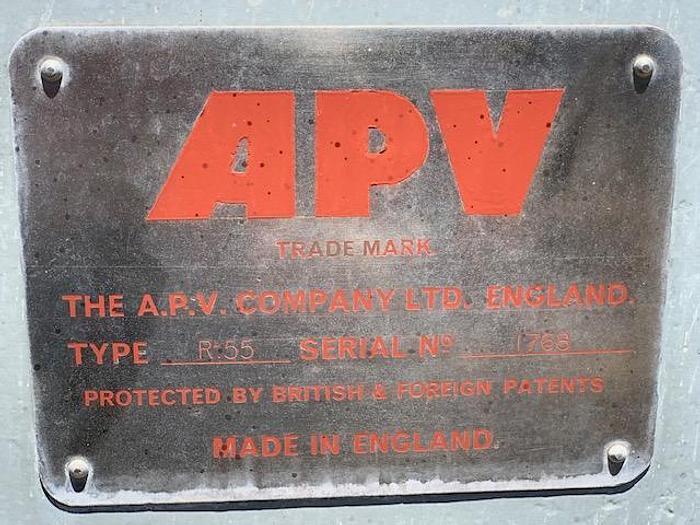 APV
TRADE MARK
THE A.P.V. COMPANY LTD. ENGLAND.
TYPE R·55 SERIAL Nº 1768
PROTECTED BY BRITISH & FOREIGN PATENTS
MADE IN ENGLAND.